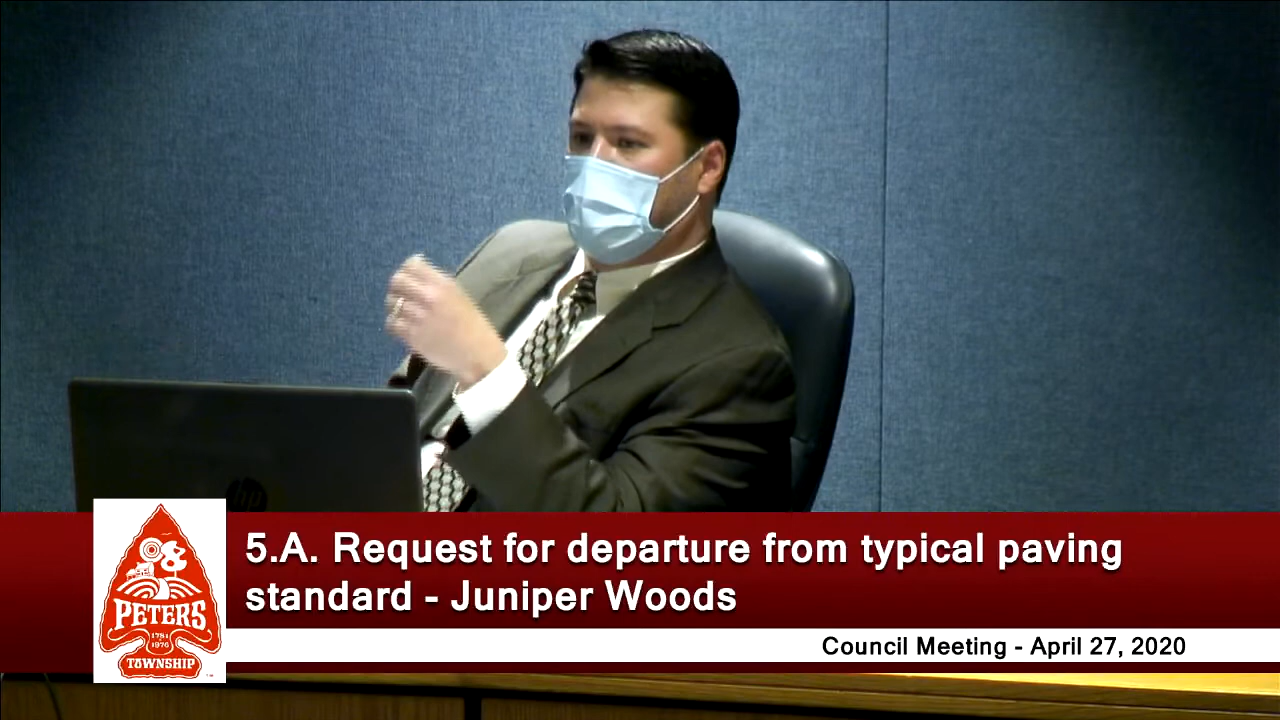 hp
5.A. Request for departure from typical paving
standard - Juniper Woods
Council Meeting - April 27, 2020
PETERS
1781
1976
TOWNSHIP